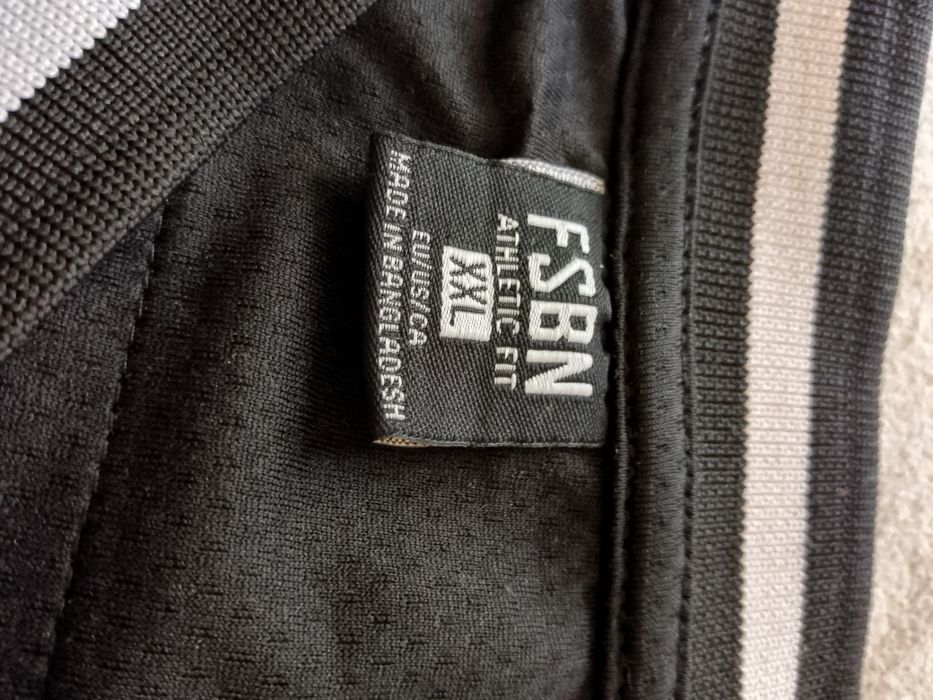 FSBN
ATHLETIC FIT
XXL
EU/US/CA
MADE IN BANGLADESH